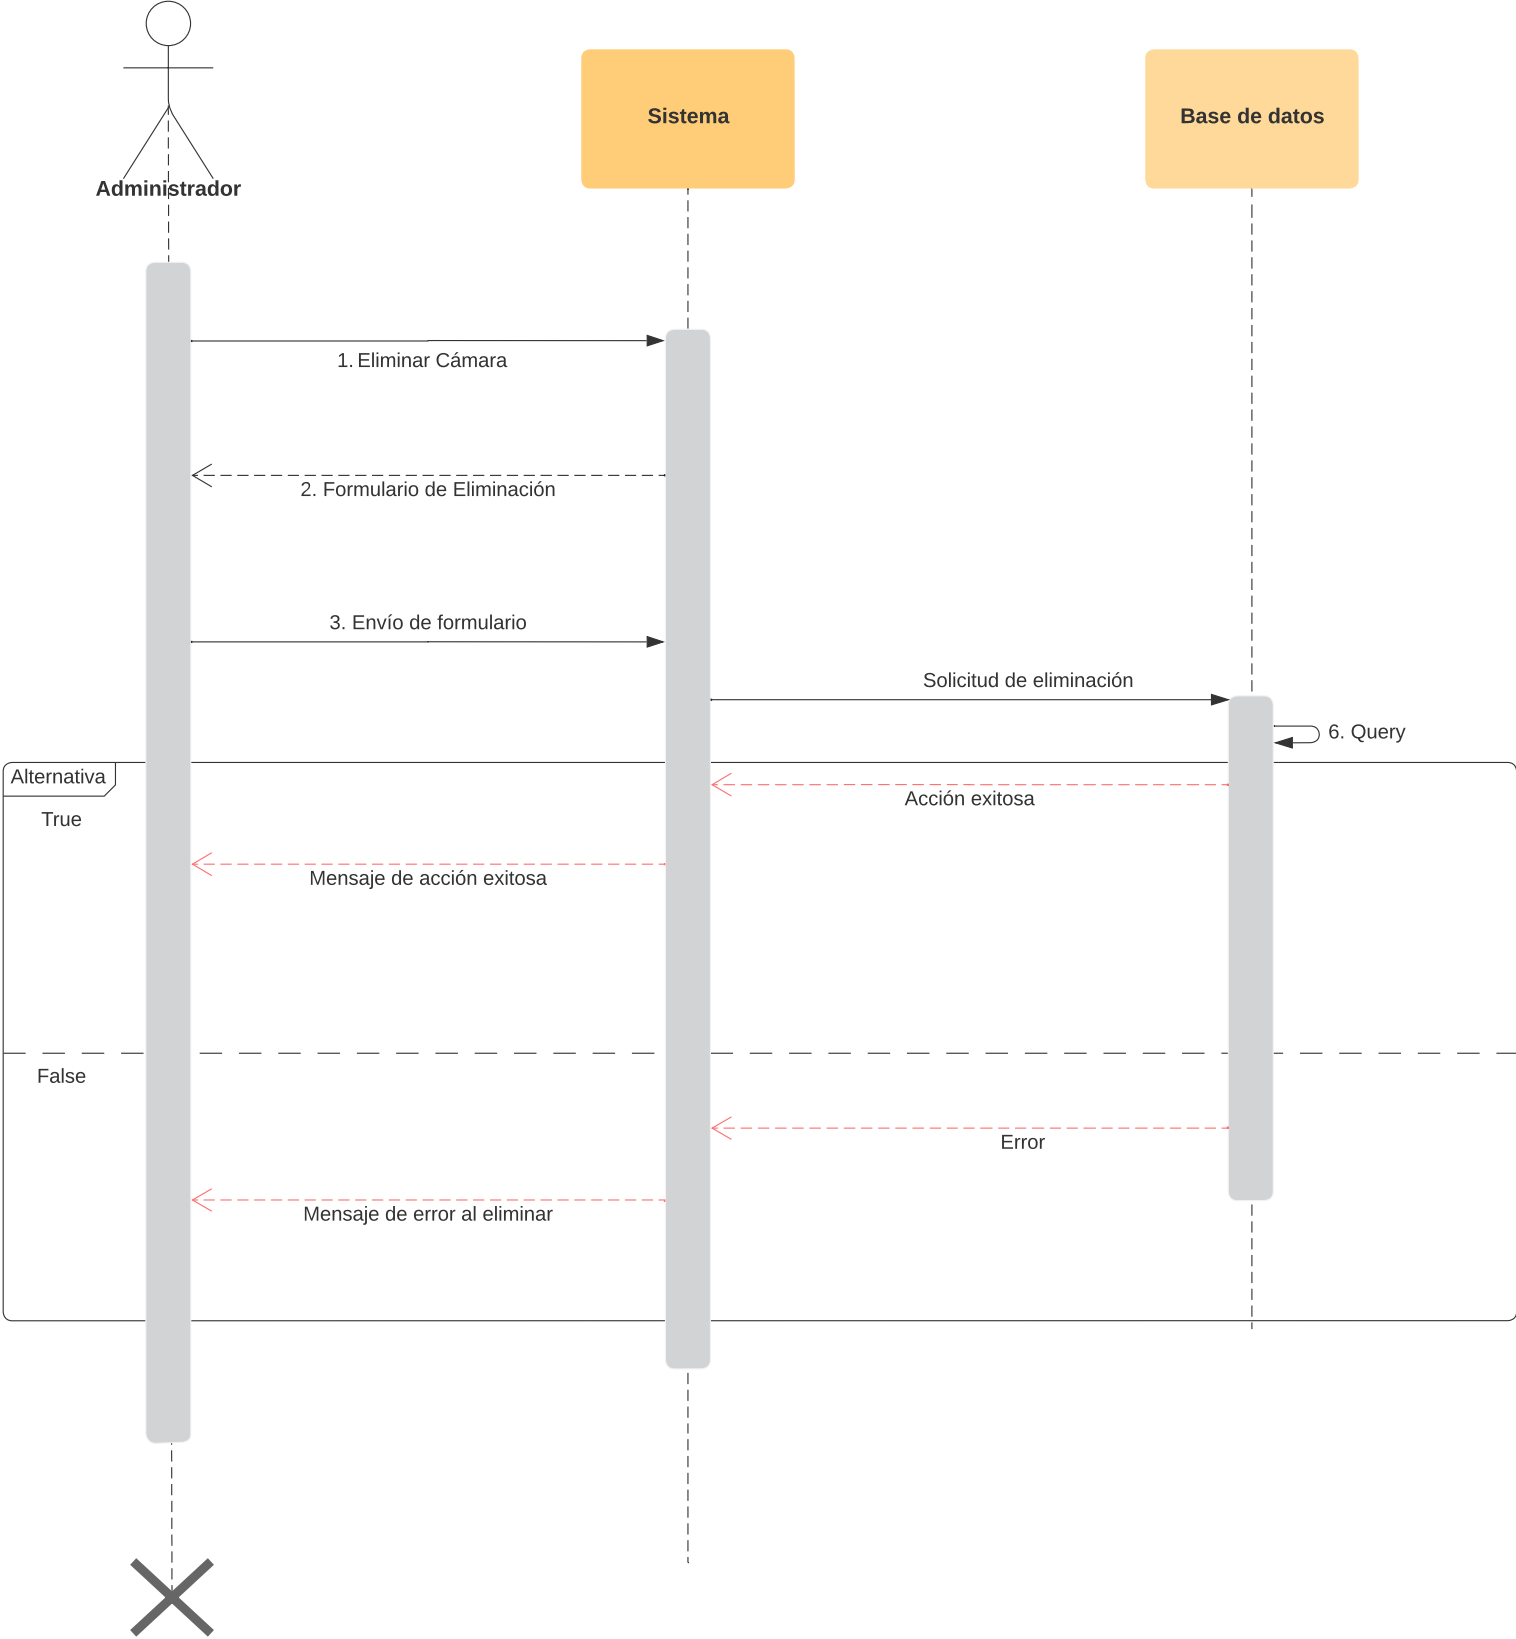 Sistema
Base de datos
Administrador
1. Eliminar Cámara
2. Formulario de Eliminación
3. Envío de formulario
Solicitud de eliminación
6. Query
Alternativa
Acción exitosa
True
Mensaje de acción exitosa
False
Error
Mensaje de error al eliminar